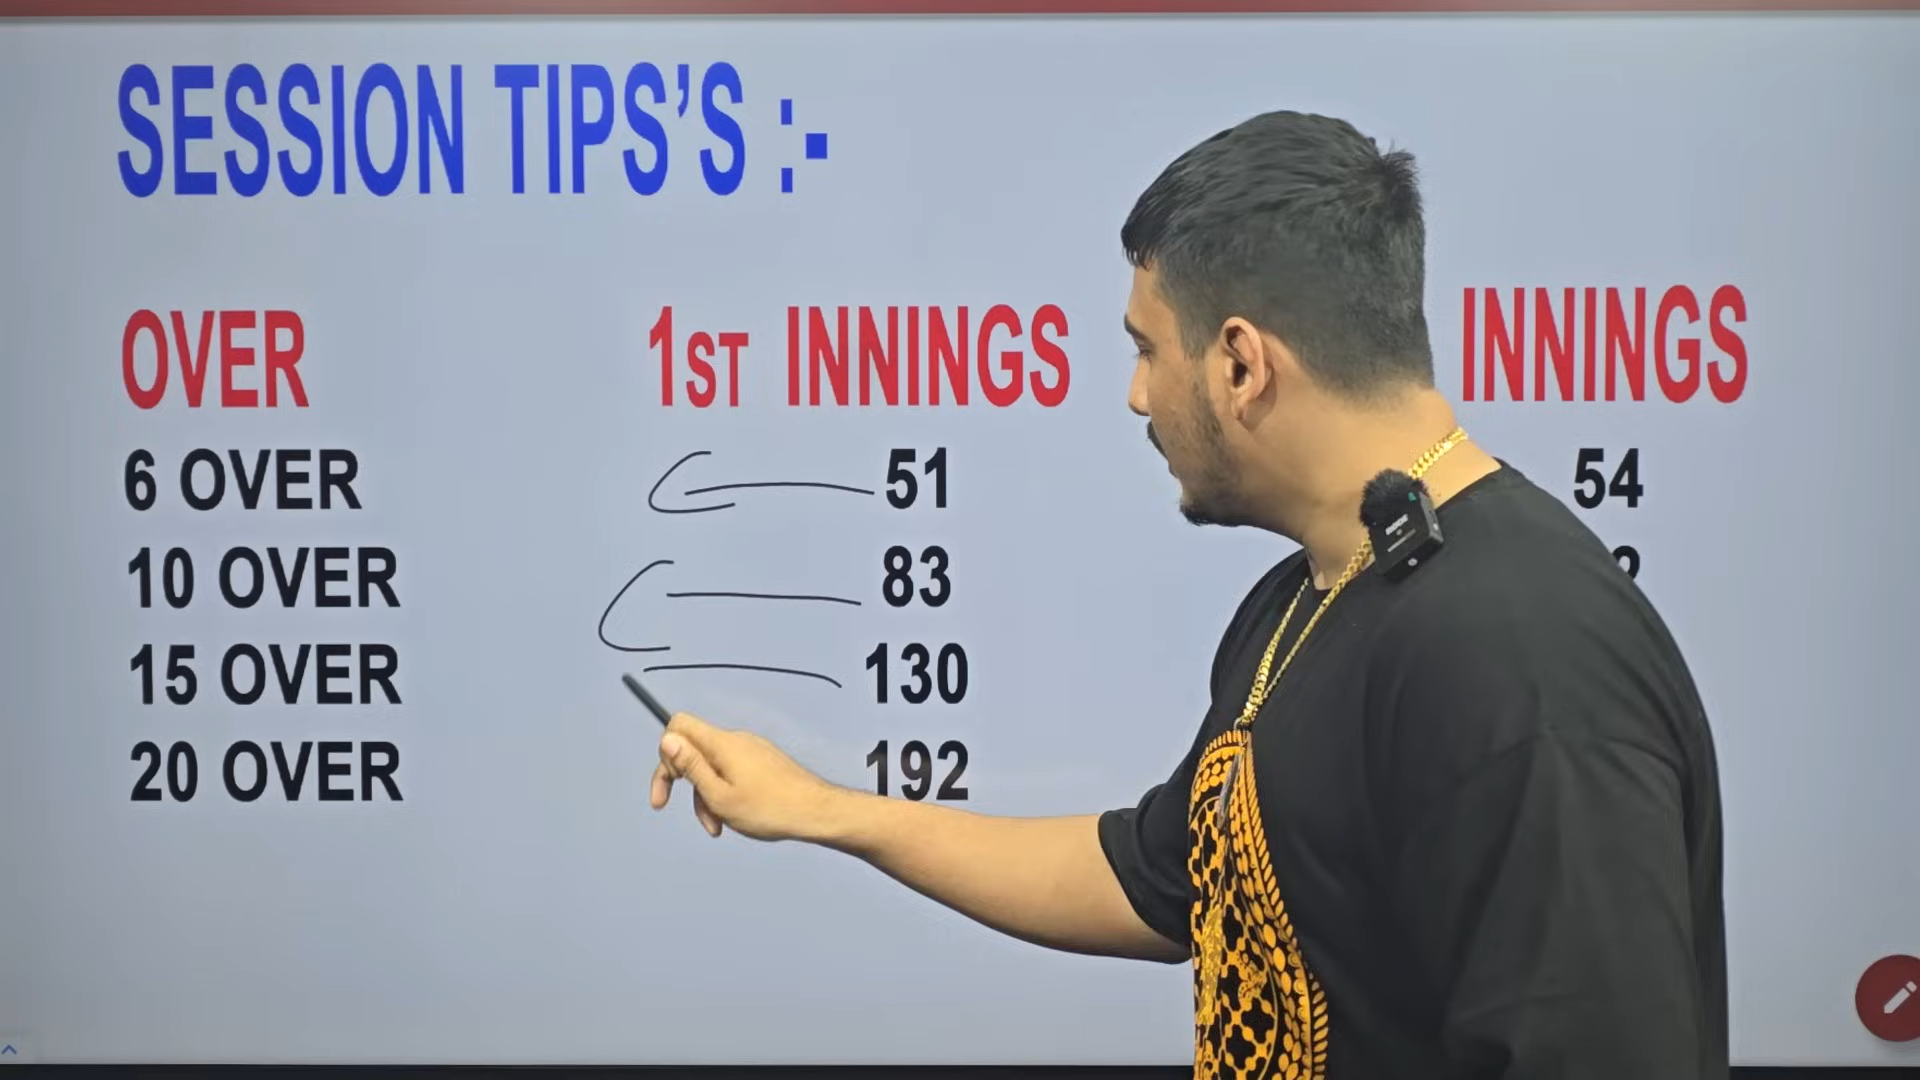 SESSION TIPS'S :-
OVER 1ST INNINGS INNINGS
6 OVER 51 54
10 OVER 83
15 OVER 130
20 OVER 192